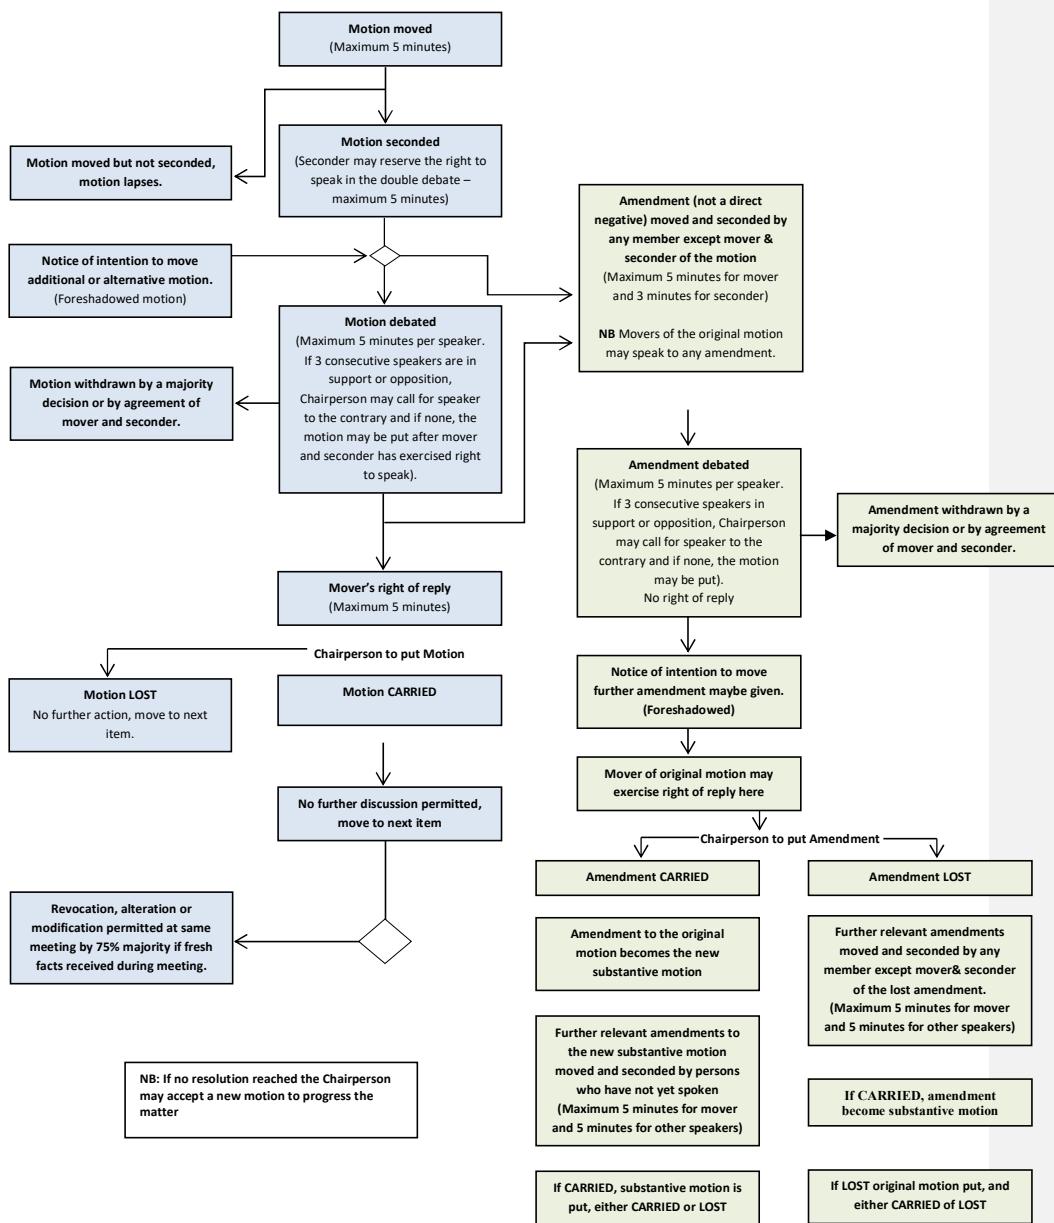 Motion moved
(Maximum 5 minutes)
Motion seconded
(Seconder may reserve the right to
speak in the double debate –
maximum 5 minutes)
Motion moved but not seconded,
motion lapses.
Notice of intention to move
additional or alternative motion.
(Foreshadowed motion)
Motion debated
(Maximum 5 minutes per speaker.
If 3 consecutive speakers are in
support or opposition,
Chairperson may call for speaker
to the contrary and if none, the
motion may be put after mover
and seconder has exercised right
to speak).
Motion withdrawn by a majority
decision or by agreement of
mover and seconder.
Mover's right of reply
(Maximum 5 minutes)
Chairperson to put Motion
Motion LOST
No further action, move to next
item.
Motion CARRIED
No further discussion permitted,
move to next item
Revocation, alteration or
modification permitted at same
meeting by 75% majority if fresh
facts received during meeting.
NB: If no resolution reached the Chairperson
may accept a new motion to progress the
matter
Amendment (not a direct
negative) moved and seconded by
any member except mover &
seconder of the motion
(Maximum 5 minutes for mover
and 3 minutes for seconder)
NB Movers of the original motion
may speak to any amendment.
Amendment debated
(Maximum 5 minutes per speaker.
If 3 consecutive speakers in
support or opposition, Chairperson
may call for speaker to the
contrary and if none, the motion
may be put).
No right of reply
Amendment withdrawn by a
majority decision or by agreement
of mover and seconder.
Notice of intention to move
further amendment maybe given.
(Foreshadowed)
Mover of original motion may
exercise right of reply here
Chairperson to put Amendment
Amendment CARRIED
Amendment to the original
motion becomes the new
substantive motion
Further relevant amendments to
the new substantive motion
moved and seconded by persons
who have not yet spoken
(Maximum 5 minutes for mover
and 5 minutes for other speakers)
If CARRIED, substantive motion is
put, either CARRIED or LOST
Amendment LOST
Further relevant amendments
moved and seconded by any
member except mover& seconder
of the lost amendment.
(Maximum 5 minutes for mover
and 5 minutes for other speakers)
If CARRIED, amendment
become substantive motion
If LOST original motion put, and
either CARRIED of LOST